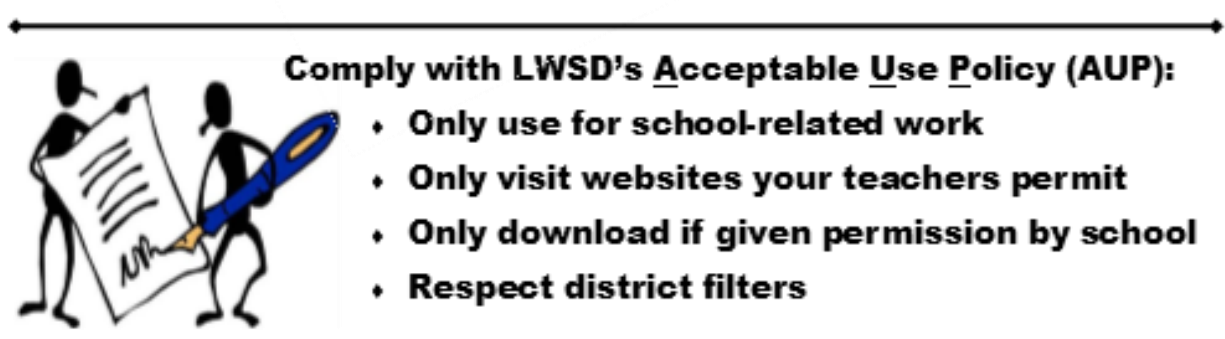 Comply with LWSD's Acceptable Use Policy (AUP):
⬧ Only use for school-related work
⬧ Only visit websites your teachers permit
⬧ Only download if given permission by school
⬧ Respect district filters